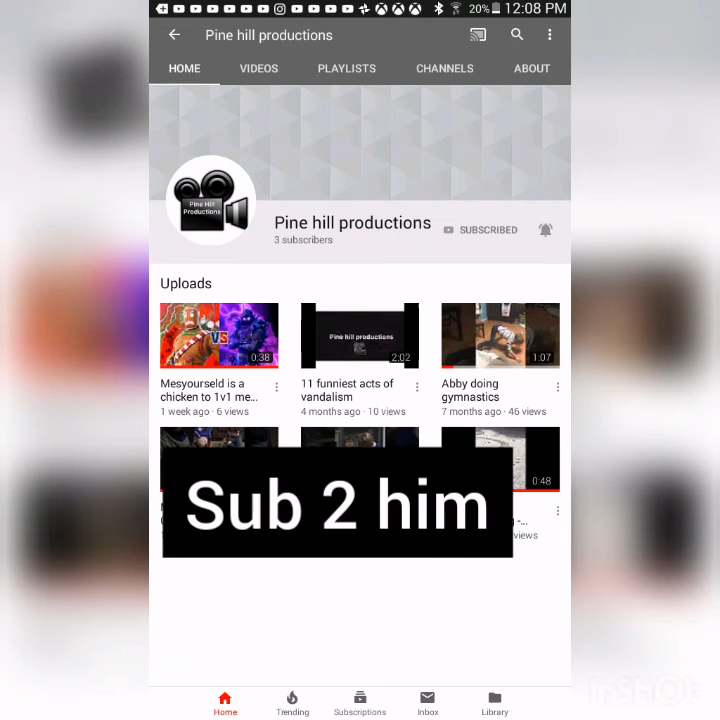 20% 12:08 PM
Pine hill productions
HOME VIDEOS PLAYLISTS CHANNELS ABOUT
Pine Hill
Productions
Pine hill productions
3 subscribers
SUBSCRIBED
Uploads
VS
0:38
Pine hill productions
2:02
1:07
Mesyourseld is a
chicken to 1v1 me...
1 week ago · 6 views
11 funniest acts of
vandalism
4 months ago · 10 views
Abby doing
gymnastics
7 months ago · 46 views
0:48
Sub 2 him
views
Home Trending Subscriptions Inbox Library
InShOt